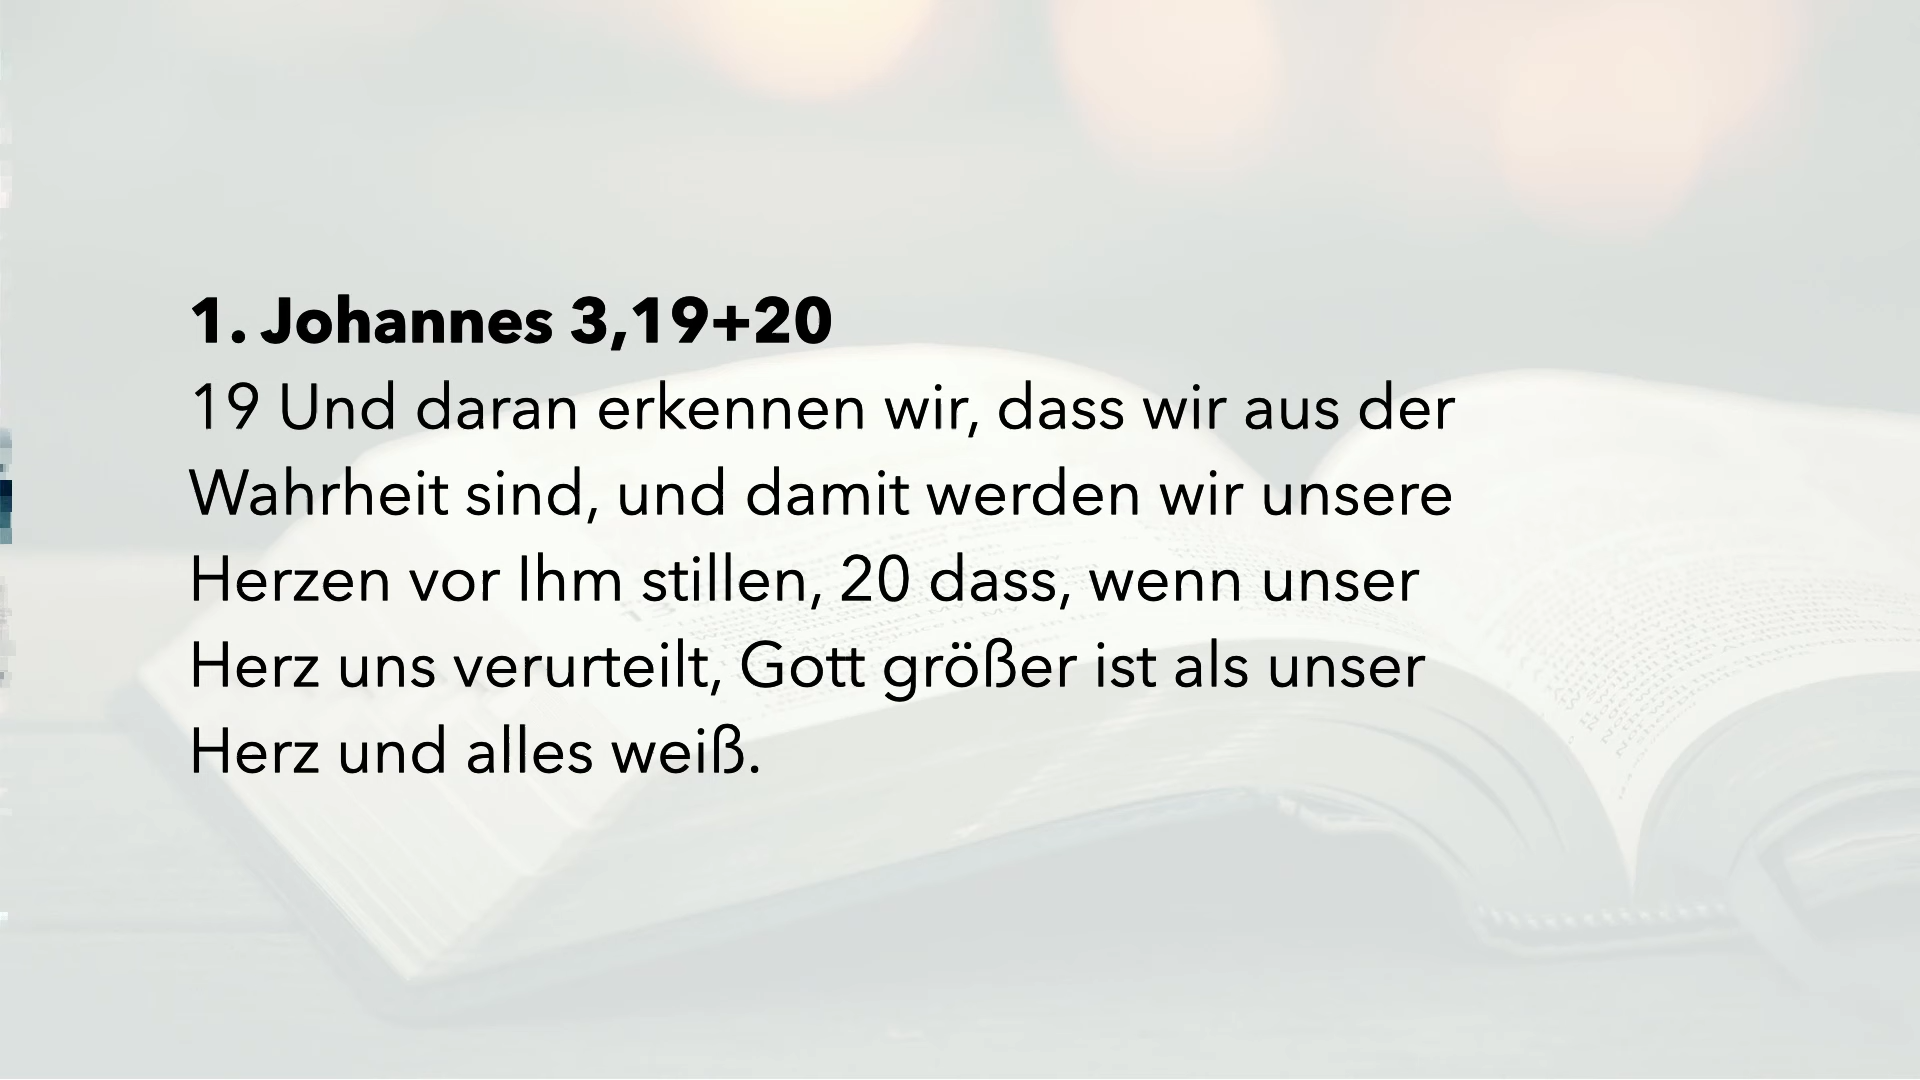 1. Johannes 3,19+20
19 Und daran erkennen wir, dass wir aus der
Wahrheit sind, und damit werden wir unsere
Herzen vor Ihm stillen, 20 dass, wenn unser
Herz uns verurteilt, Gott größer ist als unser
Herz und alles weiß.